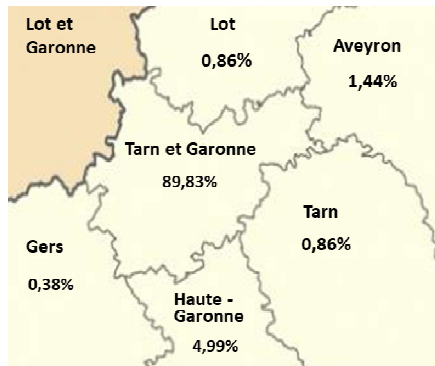 Lot et
Garonne
Lot
0,86%
Aveyron
1,44%
Tarn et Garonne
89,83%
Tarn
0,86%
Gers
0,38%
Haute -
Garonne
4,99%